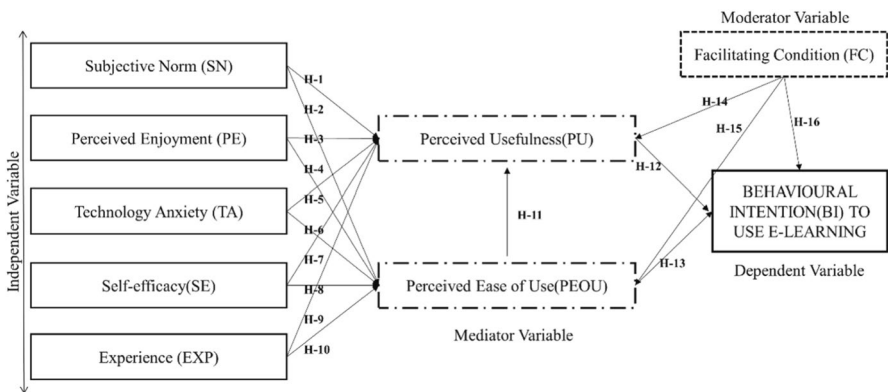 Independent Variable
Subjective Norm (SN)
Perceived Enjoyment (PE)
Technology Anxiety (TA)
Self-efficacy(SE)
Experience (EXP)
H-1
H-2
H-3
H-4
H-5
H-6
H-7
H-8
H-9
H-10
Perceived Usefulness(PU)
H-11
Perceived Ease of Use(PEOU)
Mediator Variable
Moderator Variable
Facilitating Condition (FC)
H-14
H-15
H-16
H-12
H-13
BEHAVIOURAL
INTENTION(BI) TO
USE E-LEARNING
Dependent Variable